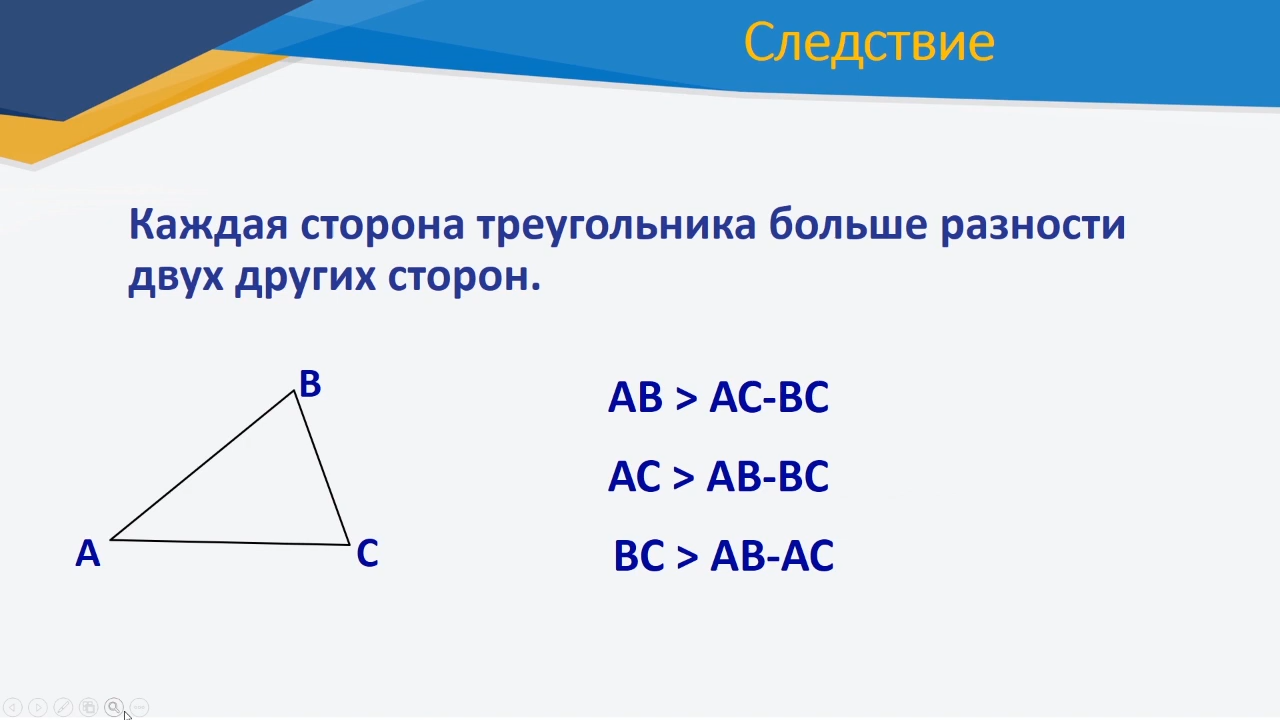 Следствие
Каждая сторона треугольника больше разности
двух других сторон.
B
A
C
AB > AC-BC
AC > AB-BC
BC > AB-AC